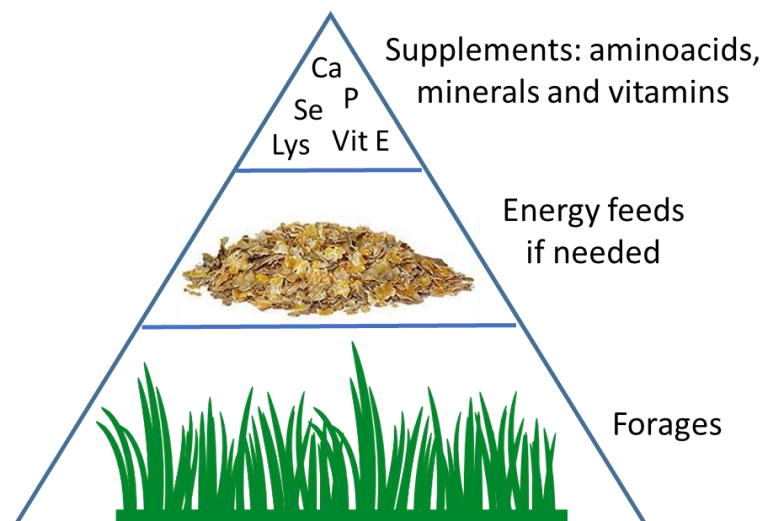 Supplements: aminoacids,
minerals and vitamins
Ca
P
Se
Lys
Vit E
Energy feeds
if needed
Forages